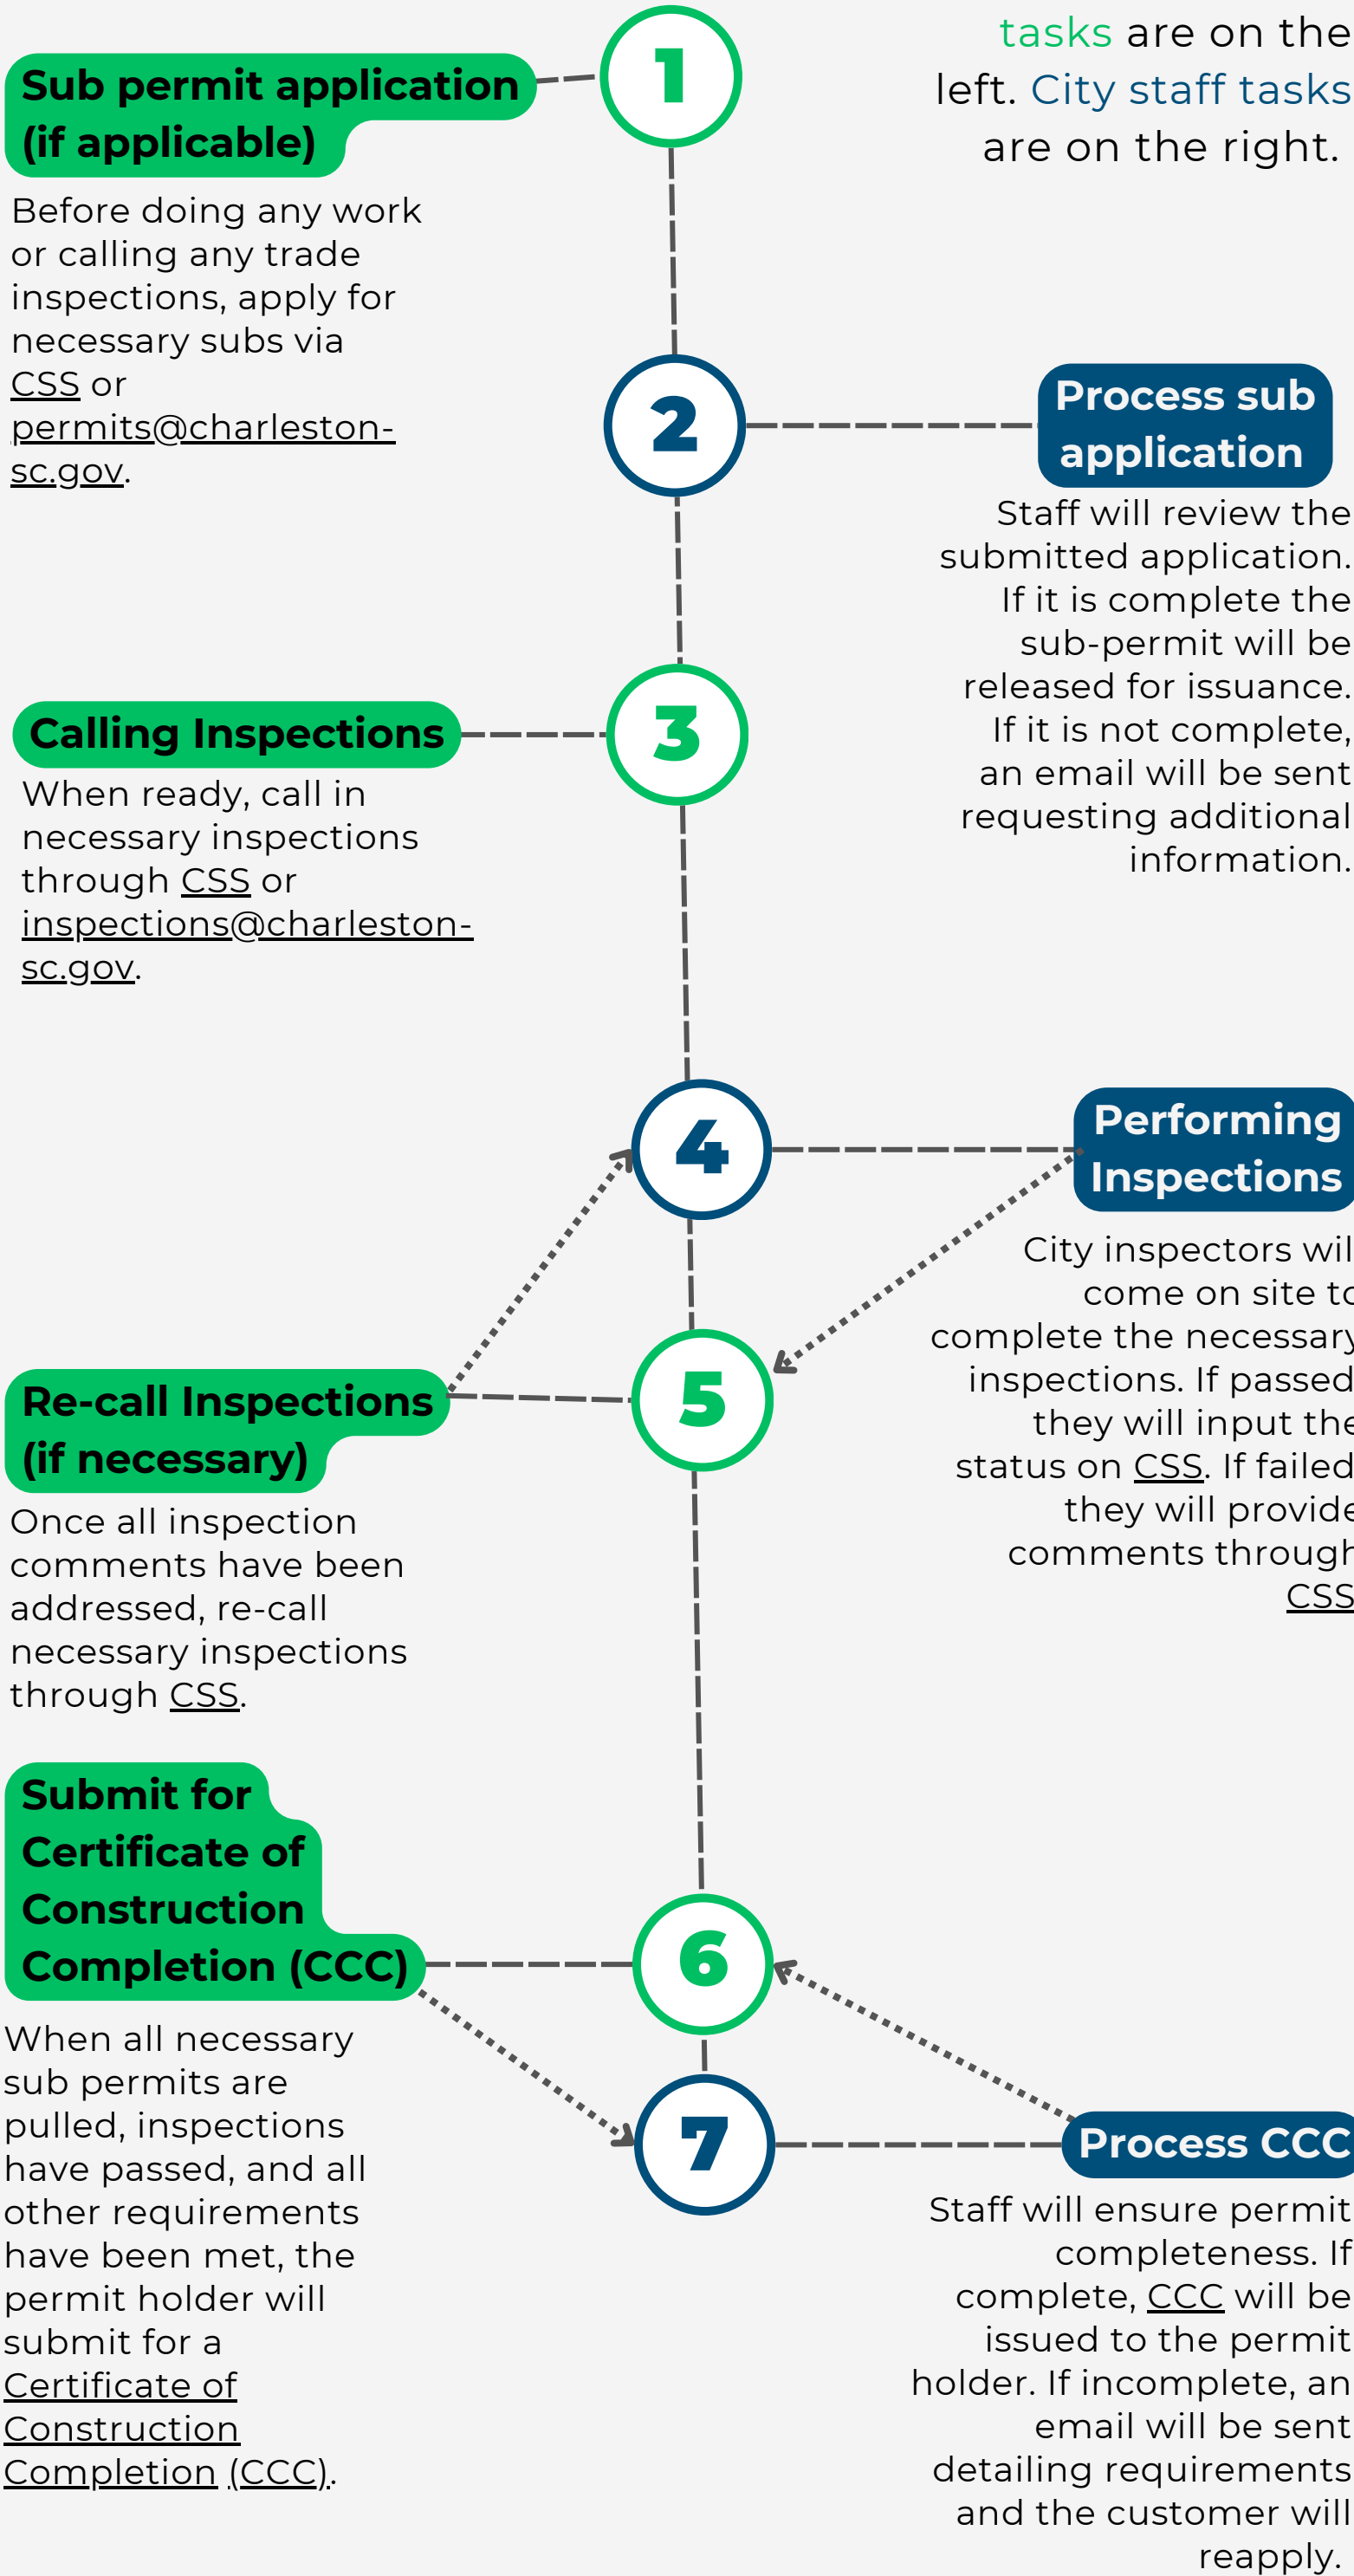 tasks are on the
left. City staff tasks
are on the right.
1
Sub permit application
(if applicable)
Before doing any work
or calling any trade
inspections, apply for
necessary subs via
CSS or
permits@charleston-
sc.gov.
2
Process sub
application
Staff will review the
submitted application.
If it is complete the
sub-permit will be
released for issuance.
If it is not complete,
an email will be sent
requesting additional
information.
3
Calling Inspections
When ready, call in
necessary inspections
through CSS or
inspections@charleston-
sc.gov.
4
Performing
Inspections
City inspectors wil
come on site to
complete the necessary
inspections. If passed
they will input the
status on CSS. If failed
they will provide
comments through
CSS
5
Re-call Inspections
(if necessary)
Once all inspection
comments have been
addressed, re-call
necessary inspections
through CSS.
6
Submit for
Certificate of
Construction
Completion (CCC)
When all necessary
sub permits are
pulled, inspections
have passed, and all
other requirements
have been met, the
permit holder will
submit for a
Certificate of
Construction
Completion (CCC).
7
Process CCC
Staff will ensure permit
completeness. If
complete, CCC will be
issued to the permit
holder. If incomplete, an
email will be sent
detailing requirements
and the customer will
reapply.